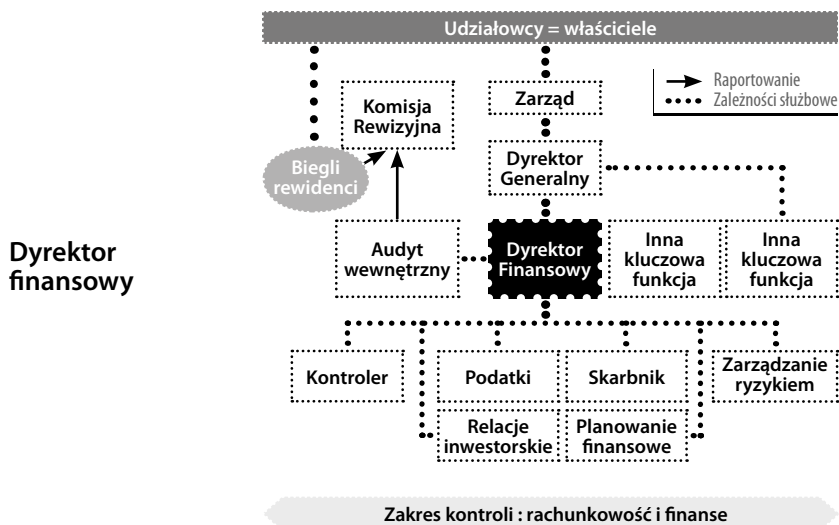 Udziałowcy = właściciele
Raportowanie
Zależności służbowe
Komisja
Rewizyjna
Zarząd
Biegli
rewidenci
Dyrektor
Generalny
Dyrektor
finansowy
Audyt
wewnętrzny
Dyrektor
Finansowy
Inna
kluczowa
funkcja
Inna
kluczowa
funkcja
Kontroler
Podatki
Skarbnik
Zarządzanie
ryzykiem
Relacje
inwestorskie
Planowanie
finansowe
Zakres kontroli : rachunkowość i finanse